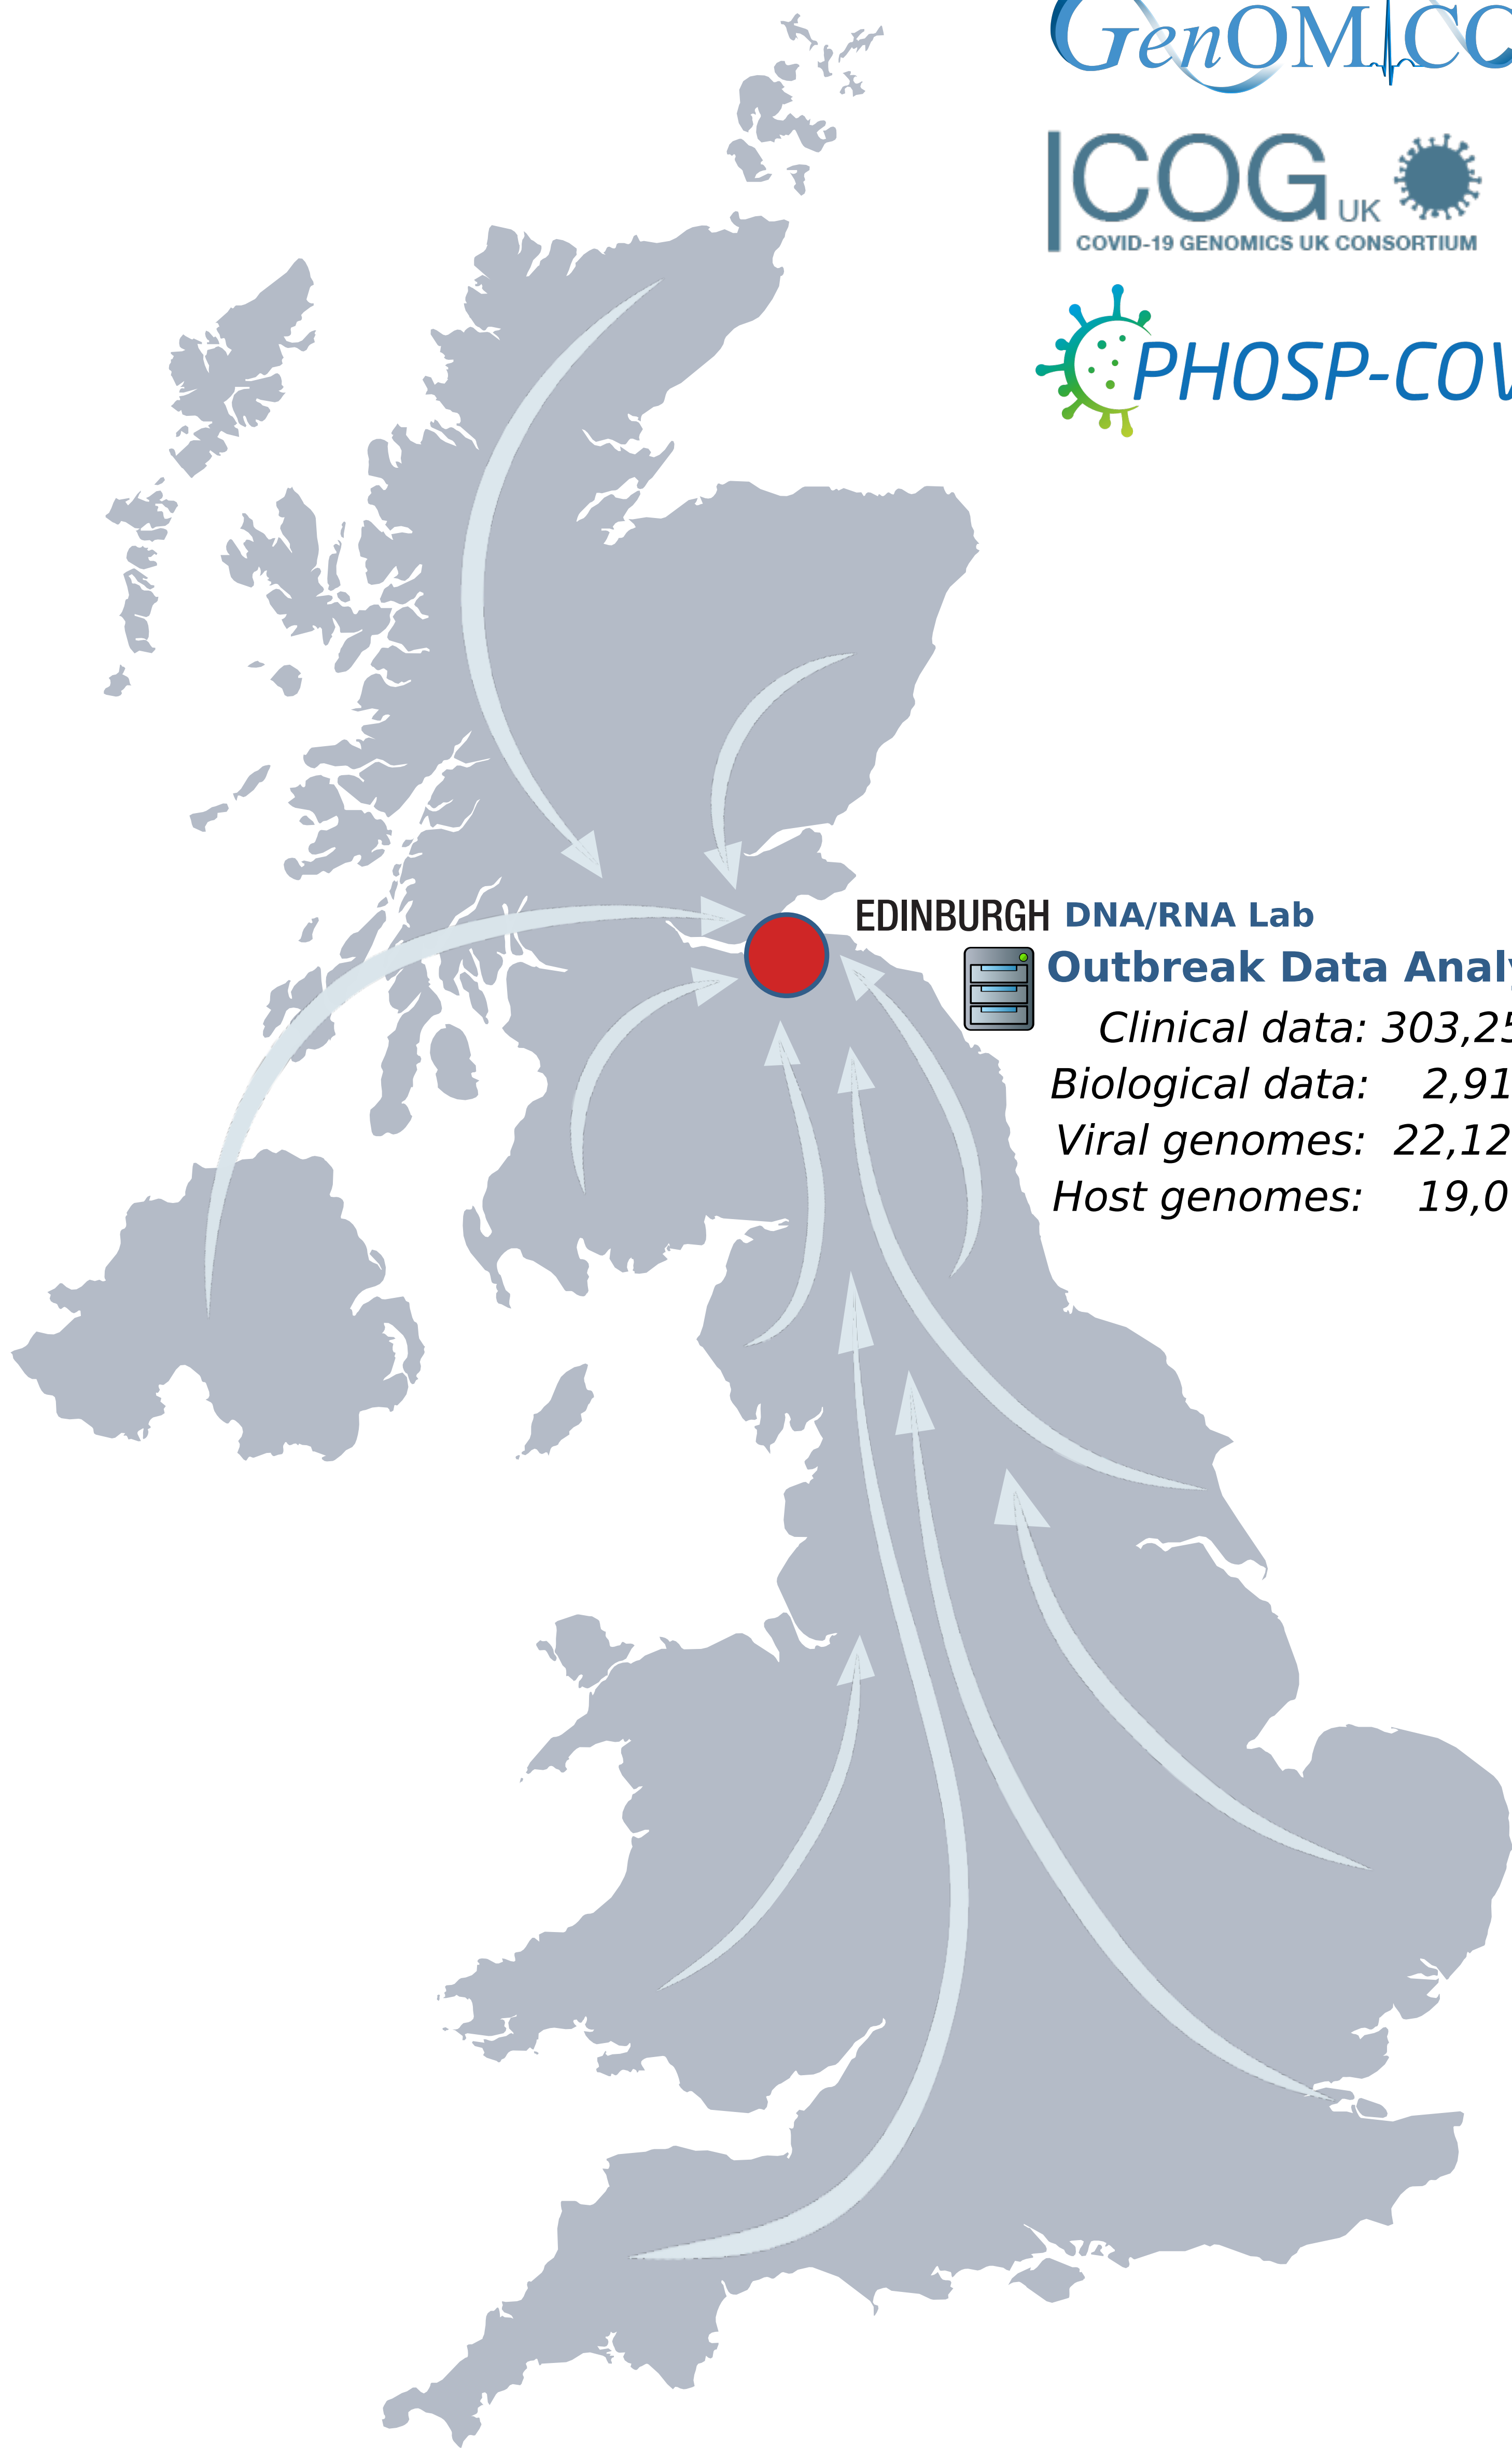 GenOMICC
COG UK
COVID-19 GENOMICS UK CONSORTIUM
PHOSP-COV
EDINBURGH DNA/RNA Lab
Outbreak Data Analy
Clinical data: 303,25
Biological data: 2,91
Viral genomes: 22,12
Host genomes: 19,0